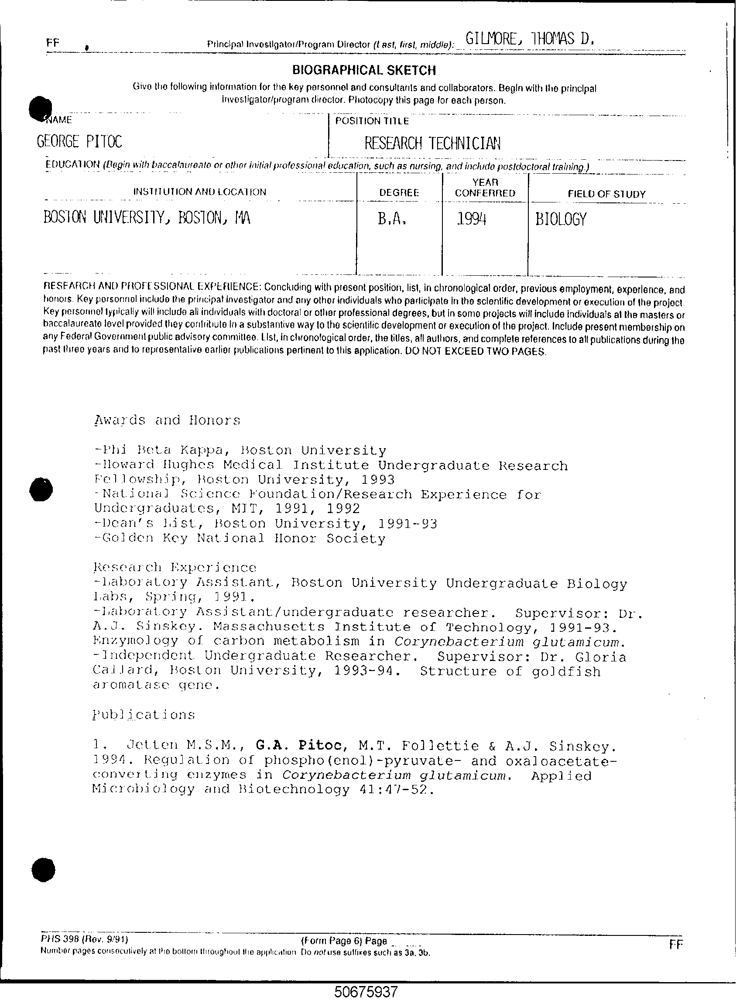 FF
Principal Investigator/Program Director (Last, first, middle): GILMORE, THOMAS D.
BIOGRAPHICAL SKETCH
Give the following information for the key personnel and consultants and collaborators. Begin with the principal
investigator/program director. Photocopy this page for each person.
NAME
POSITION TITLE
GEORGE PITOC
RESEARCH TECHNICIAN
EDUCATION (Begin with baccalaureate or other initial professional education, such as nursing, and include postdoctoral training.)
INSTITUTION AND LOCATION
DEGREE
YEAR
CONFERRED
FIELD OF STUDY
BOSTON UNIVERSITY, BOSTON, MA
B.A.
1994
BIOLOGY
RESEARCH AND PROFESSIONAL EXPERIENCE: Concluding with present position, list, in chronological order, previous employment, experience, and
honors. Key personnel include the principal investigator and any other individuals who participate in the scientific development or execution of the project.
Key personnel typically will include all individuals with doctoral or other professional degrees, but in some projects will include individuals at the masters or
baccalaureate level provided they contribute in a substantive way to the scientific development or execution of the project. Include present membership on
any Federal Government public advisory committee. List, in chronological order, the titles, all authors, and complete references to all publications during the
past three years and to representative earlier publications pertinent to this application. DO NOT EXCEED TWO PAGES.
Awards and Honors
-Phi Beta Kappa, Boston University
-Howard Hughes Medical Institute Undergraduate Research
Fellowship, Boston University, 1993
-National Science Foundation/Research Experience for
Undergraduates, MIT, 1991, 1992
-Dean's List, Boston University, 1991-93
-Golden Key National Honor Society
Research Experience
-Laboratory Assistant, Boston University Undergraduate Biology
Labs, Spring, 1991.
-Laboratory Assistant/undergraduate researcher. Supervisor: Dr.
A.J. Sinskey. Massachusetts Institute of Technology, 1991-93.
Enzymology of carbon metabolism in Corynebacterium glutamicum.
-Independent Undergraduate Researcher. Supervisor: Dr. Gloria
Callard, Boston University, 1993-94. Structure of goldfish
aromatase gene.
Publications
1. Jetten M.S.M., G.A. Pitoc, M.T. Follettie & A.J. Sinskey.
1994. Regulation of phospho(enol)-pyruvate- and oxaloacetate-
converting enzymes in Corynebacterium glutamicum. Applied
Microbiology and Biotechnology 41:47-52.
PHS 398 (Rev. 9/91)
(Form Page 6) Page
FF
Number pages consecutively at the bottom throughout the application. Do not use suffixes such as 3a, 3b.
50675937